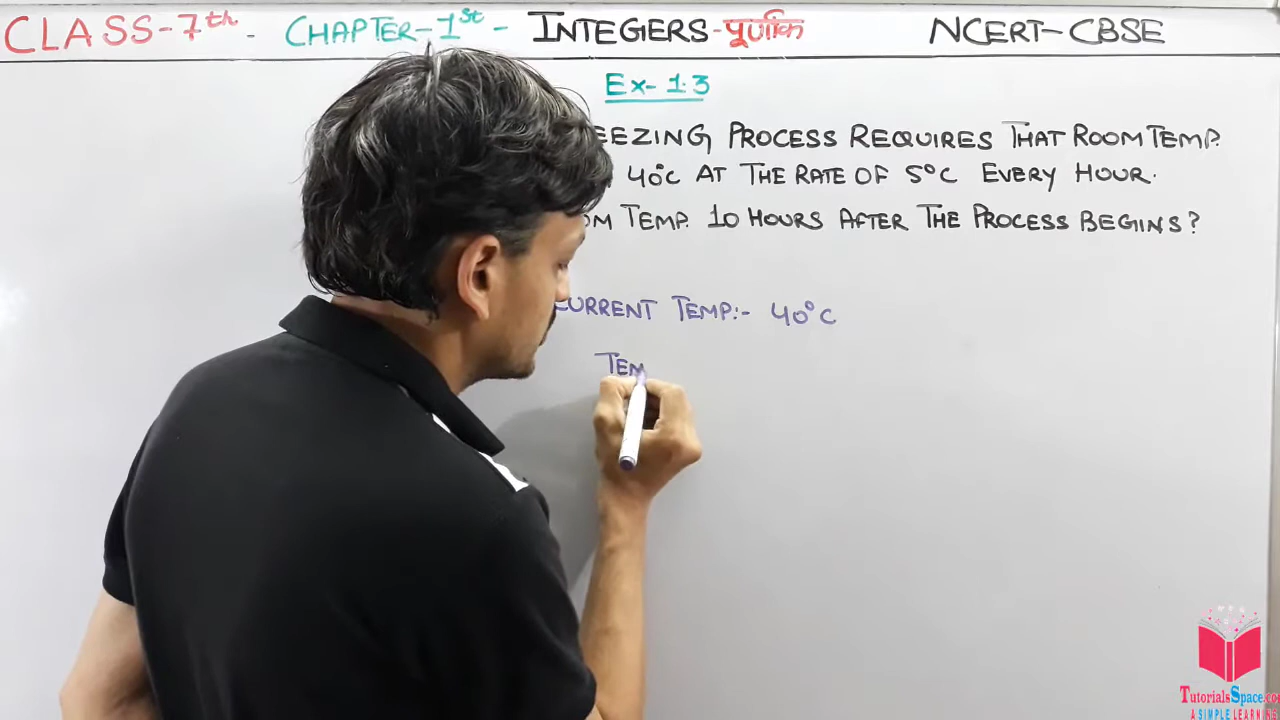 CLASS-7th - CHAPTER-1st - INTEGERS-पूर्णांक NCERT-CBSE
Ex- 1.3
EEZING PROCESS REQUIRES THAT ROOM TEMP.
40°C AT THE RATE OF 5°C EVERY HOUR.
OM TEMP. 10 HOURS AFTER THE PROCESS BEGINS?
CURRENT TEMP:- 40°C
TEM
TutorialsSpace.co
A SIMPLE LEARNING